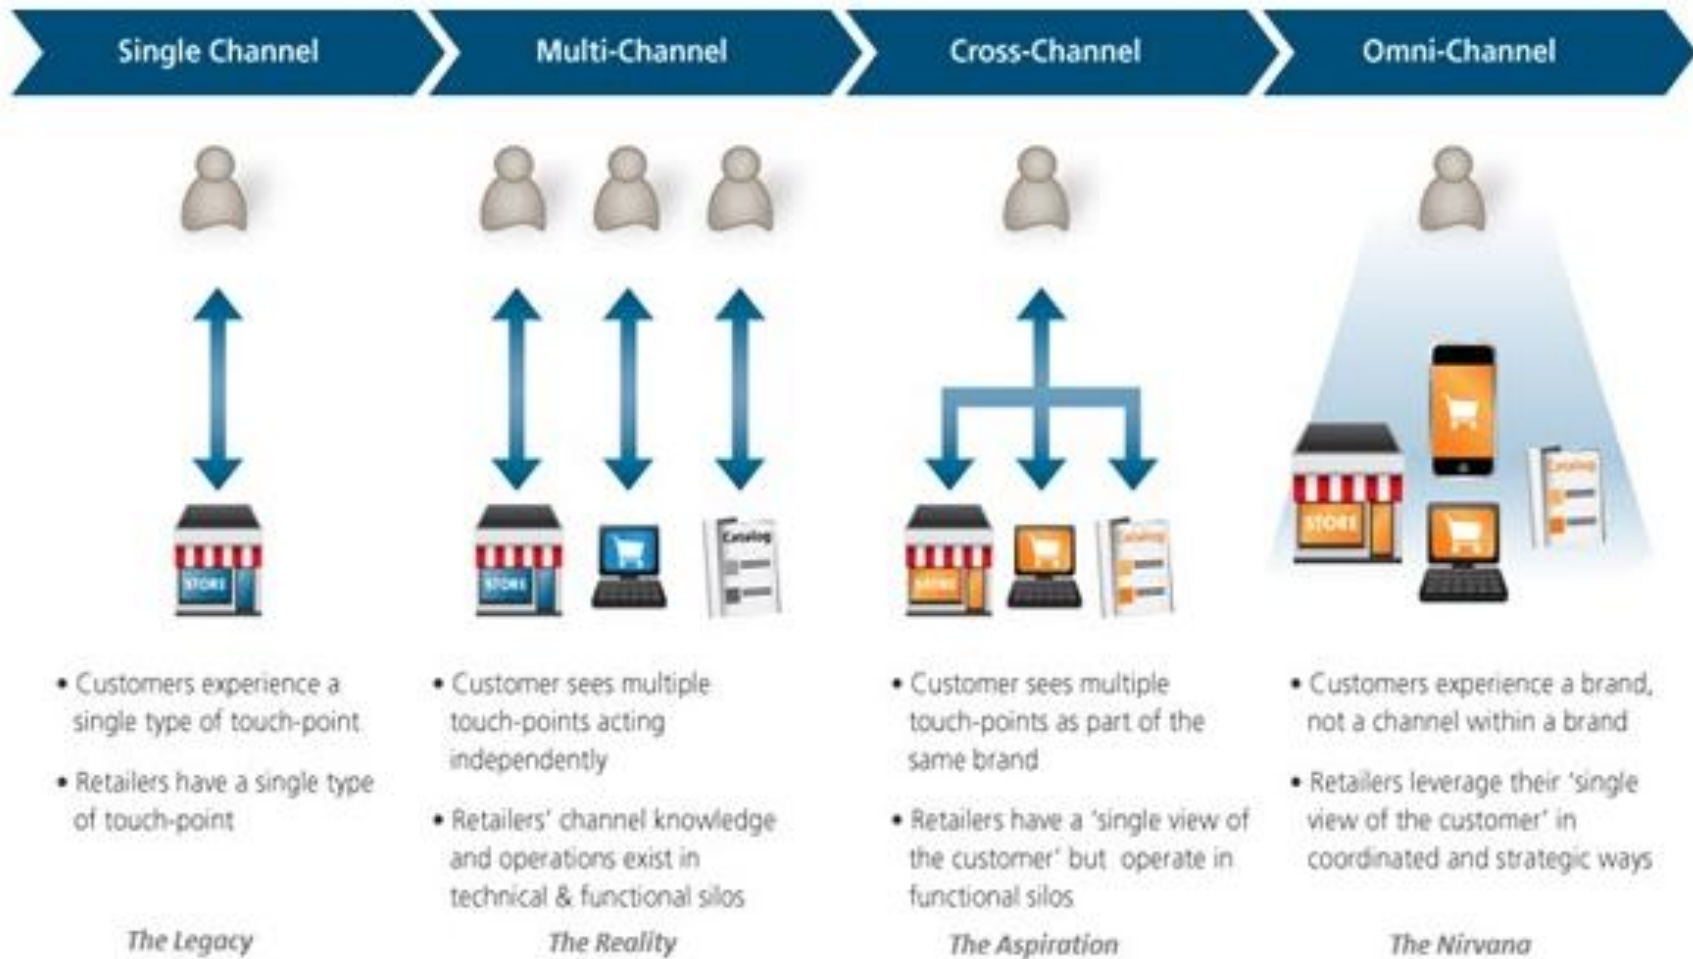 Single Channel
Multi-Channel
Cross-Channel
Omni-Channel
STORE
STORE
Catalog
STORE
Catalog
STORE
Catalog
• Customers experience a
single type of touch-point
• Retailers have a single type
of touch-point
The Legacy
• Customer sees multiple
touch-points acting
independently
• Retailers' channel knowledge
and operations exist in
technical & functional silos
The Reality
• Customer sees multiple
touch-points as part of the
same brand
• Retailers have a 'single view of
the customer' but operate in
functional silos
The Aspiration
• Customers experience a brand,
not a channel within a brand
• Retailers leverage their 'single
view of the customer' in
coordinated and strategic ways
The Nirvana